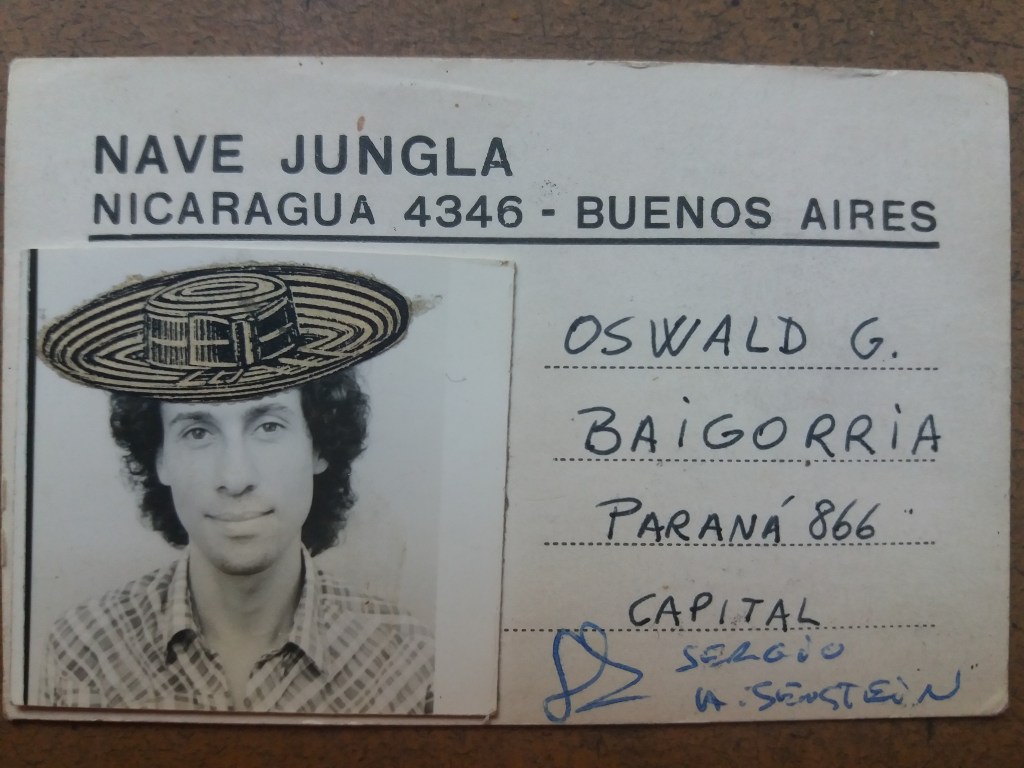 NAVE JUNGLA
NICARAGUA 4346 - BUENOS AIRES
OSWALD G.
BAIGORRIA
PARANÁ 866
CAPITAL
SERGIO